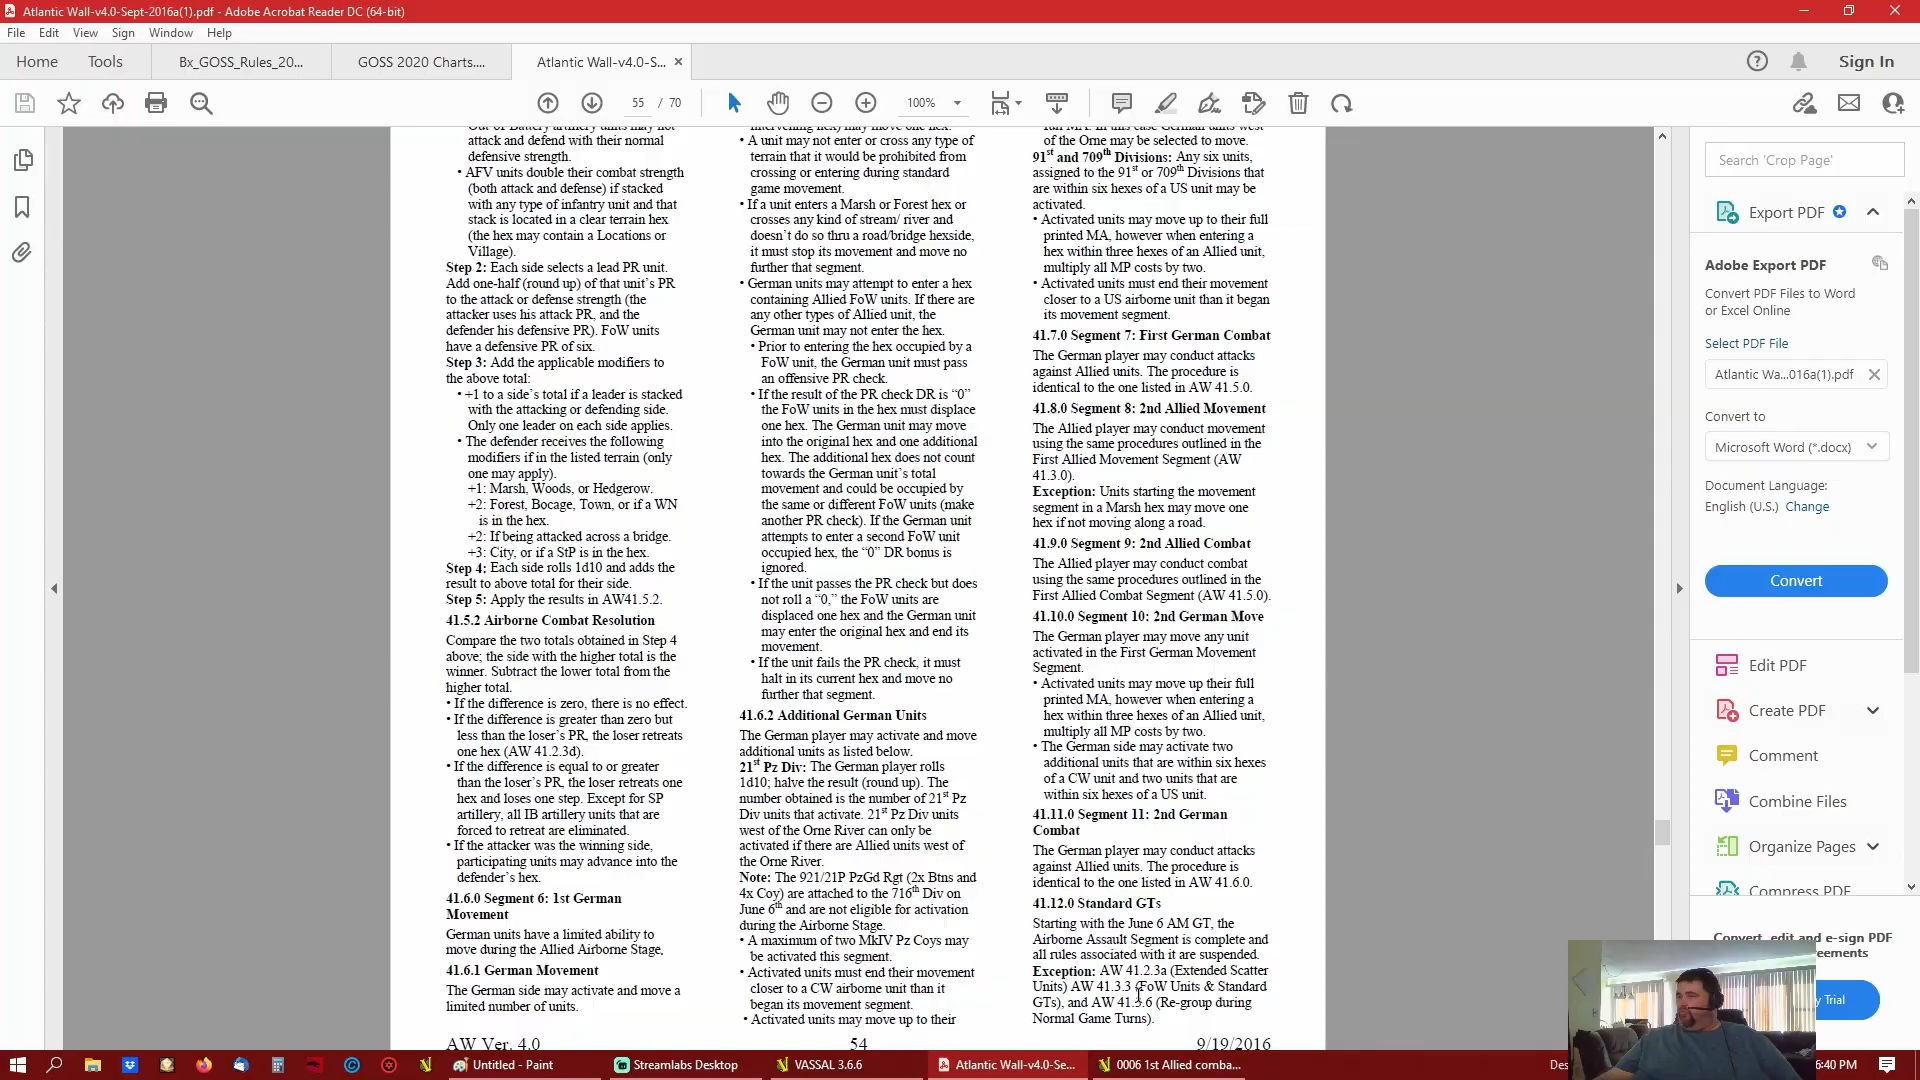 Atlantic Wall-v4.0-Sept-2016a(1).pdf - Adobe Acrobat Reader DC (64-bit)
File Edit View Sign Window Help
Home Tools Bx_GOSS_Rules_20... GOSS 2020 Charts.... Atlantic Wall-v4.0-S... Sign In
55 / 70 100%
attack and defend with their normal
defensive strength.
• AFV units double their combat strength
(both attack and defense) if stacked
with any type of infantry unit and that
stack is located in a clear terrain hex
(the hex may contain a Locations or
Village).
Step 2: Each side selects a lead PR unit.
Add one-half (round up) of that unit's PR
to the attack or defense strength (the
attacker uses his attack PR, and the
defender his defensive PR). FoW units
have a defensive PR of six.
Step 3: Add the applicable modifiers to
the above total:
• +1 to a side's total if a leader is stacked
with the attacking or defending side.
Only one leader on each side applies.
• The defender receives the following
modifiers if in the listed terrain (only
one may apply).
+1: Marsh, Woods, or Hedgerow.
+2: Forest, Bocage, Town, or if a WN
is in the hex.
+2: If being attacked across a bridge.
+3: City, or if a StP is in the hex.
Step 4: Each side rolls 1d10 and adds the
result to above total for their side.
Step 5: Apply the results in AW41.5.2.
41.5.2 Airborne Combat Resolution
Compare the two totals obtained in Step 4
above; the side with the higher total is the
winner. Subtract the lower total from the
higher total.
• If the difference is zero, there is no effect.
• If the difference is greater than zero but
less than the loser's PR, the loser retreats
one hex (AW 41.2.3d).
• If the difference is equal to or greater
than the loser's PR, the loser retreats one
hex and loses one step. Except for SP
artillery, all IB artillery units that are
forced to retreat are eliminated.
• If the attacker was the winning side,
participating units may advance into the
defender's hex.
41.6.0 Segment 6: 1st German
Movement
German units have a limited ability to
move during the Allied Airborne Stage,
41.6.1 German Movement
The German side may activate and move a
limited number of units.
intervening hex) may move one hex.
• A unit may not enter or cross any type of
terrain that it would be prohibited from
crossing or entering during standard
game movement.
• If a unit enters a Marsh or Forest hex or
crosses any kind of stream/ river and
doesn't do so thru a road/bridge hexside,
it must stop its movement and move no
further that segment.
• German units may attempt to enter a hex
containing Allied FoW units. If there are
any other types of Allied unit, the
German unit may not enter the hex.
• Prior to entering the hex occupied by a
FoW unit, the German unit must pass
an offensive PR check.
• If the result of the PR check DR is "0"
the FoW units in the hex must displace
one hex. The German unit may move
into the original hex and one additional
hex. The additional hex does not count
towards the German unit's total
movement and could be occupied by
the same or different FoW units (make
another PR check). If the German unit
attempts to enter a second FoW unit
occupied hex, the "0" DR bonus is
ignored.
• If the unit passes the PR check but does
not roll a "0," the FoW units are
displaced one hex and the German unit
may enter the original hex and end its
movement.
• If the unit fails the PR check, it must
halt in its current hex and move no
further that segment.
41.6.2 Additional German Units
The German player may activate and move
additional units as listed below.
21st Pz Div: The German player rolls
1d10; halve the result (round up). The
number obtained is the number of 21st Pz
Div units that activate. 21st Pz Div units
west of the Orne River can only be
activated if there are Allied units west of
the Orne River.
Note: The 921/21P PzGd Rgt (2x Btns and
4x Coy) are attached to the 716th Div on
June 6th and are not eligible for activation
during the Airborne Stage.
• A maximum of two MkIV Pz Coys may
be activated this segment.
• Activated units must end their movement
closer to a CW airborne unit than it
began its movement segment.
• Activated units may move up to their
full MA. In this case German units west
of the Orne may be selected to move.
91st and 709th Divisions: Any six units,
assigned to the 91st or 709th Divisions that
are within six hexes of a US unit may be
activated.
• Activated units may move up to their full
printed MA, however when entering a
hex within three hexes of an Allied unit,
multiply all MP costs by two.
• Activated units must end their movement
closer to a US airborne unit than it began
its movement segment.
41.7.0 Segment 7: First German Combat
The German player may conduct attacks
against Allied units. The procedure is
identical to the one listed in AW 41.5.0.
41.8.0 Segment 8: 2nd Allied Movement
The Allied player may conduct movement
using the same procedures outlined in the
First Allied Movement Segment (AW
41.3.0).
Exception: Units starting the movement
segment in a Marsh hex may move one
hex if not moving along a road.
41.9.0 Segment 9: 2nd Allied Combat
The Allied player may conduct combat
using the same procedures outlined in the
First Allied Combat Segment (AW 41.5.0).
41.10.0 Segment 10: 2nd German Move
The German player may move any unit
activated in the First German Movement
Segment.
• Activated units may move up their full
printed MA, however when entering a
hex within three hexes of an Allied unit,
multiply all MP costs by two.
• The German side may activate two
additional units that are within six hexes
of a CW unit and two units that are
within six hexes of a US unit.
41.11.0 Segment 11: 2nd German
Combat
The German player may conduct attacks
against Allied units. The procedure is
identical to the one listed in AW 41.6.0.
41.12.0 Standard GTs
Starting with the June 6 AM GT, the
Airborne Assault Segment is complete and
all rules associated with it are suspended.
Exception: AW 41.2.3a (Extended Scatter
Units) AW 41.3.3 (FoW Units & Standard
GTs), and AW 41.3.6 (Re-group during
Normal Game Turns).
AW Ver. 4.0 54 9/19/2016
Search 'Crop Page'
Export PDF
Adobe Export PDF
Convert PDF Files to Word
or Excel Online
Select PDF File
Atlantic Wa...016a(1).pdf
Convert to
Microsoft Word (*.docx)
Document Language:
English (U.S.) Change
Convert
Edit PDF
Create PDF
Comment
Combine Files
Organize Pages
Compress PDF
Convert, edit and e-sign PDF
Trial
Untitled - Paint Streamlabs Desktop VASSAL 3.6.6 Atlantic Wall-v4.0-Se... 0006 1st Allied comba... 6:40 PM